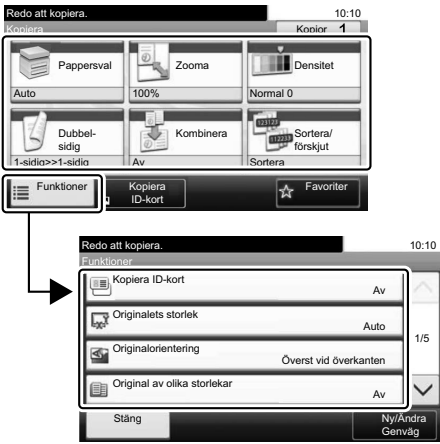 Redo att kopiera.
10:10
Kopiera
Kopior 1
Pappersval
Auto
Zooma
100%
Densitet
Normal 0
Dubbel-
sidig
1-sidig>>1-sidig
Kombinera
Av
123123
112233
Sortera/
förskjut
Sortera
Funktioner
Kopiera
ID-kort
Favoriter
Redo att kopiera.
10:10
Funktioner
Kopiera ID-kort
Av
Originalets storlek
Auto
1/5
Originalorientering
Överst vid överkanten
Original av olika storlekar
Av
Stäng
Ny/Ändra
Genväg